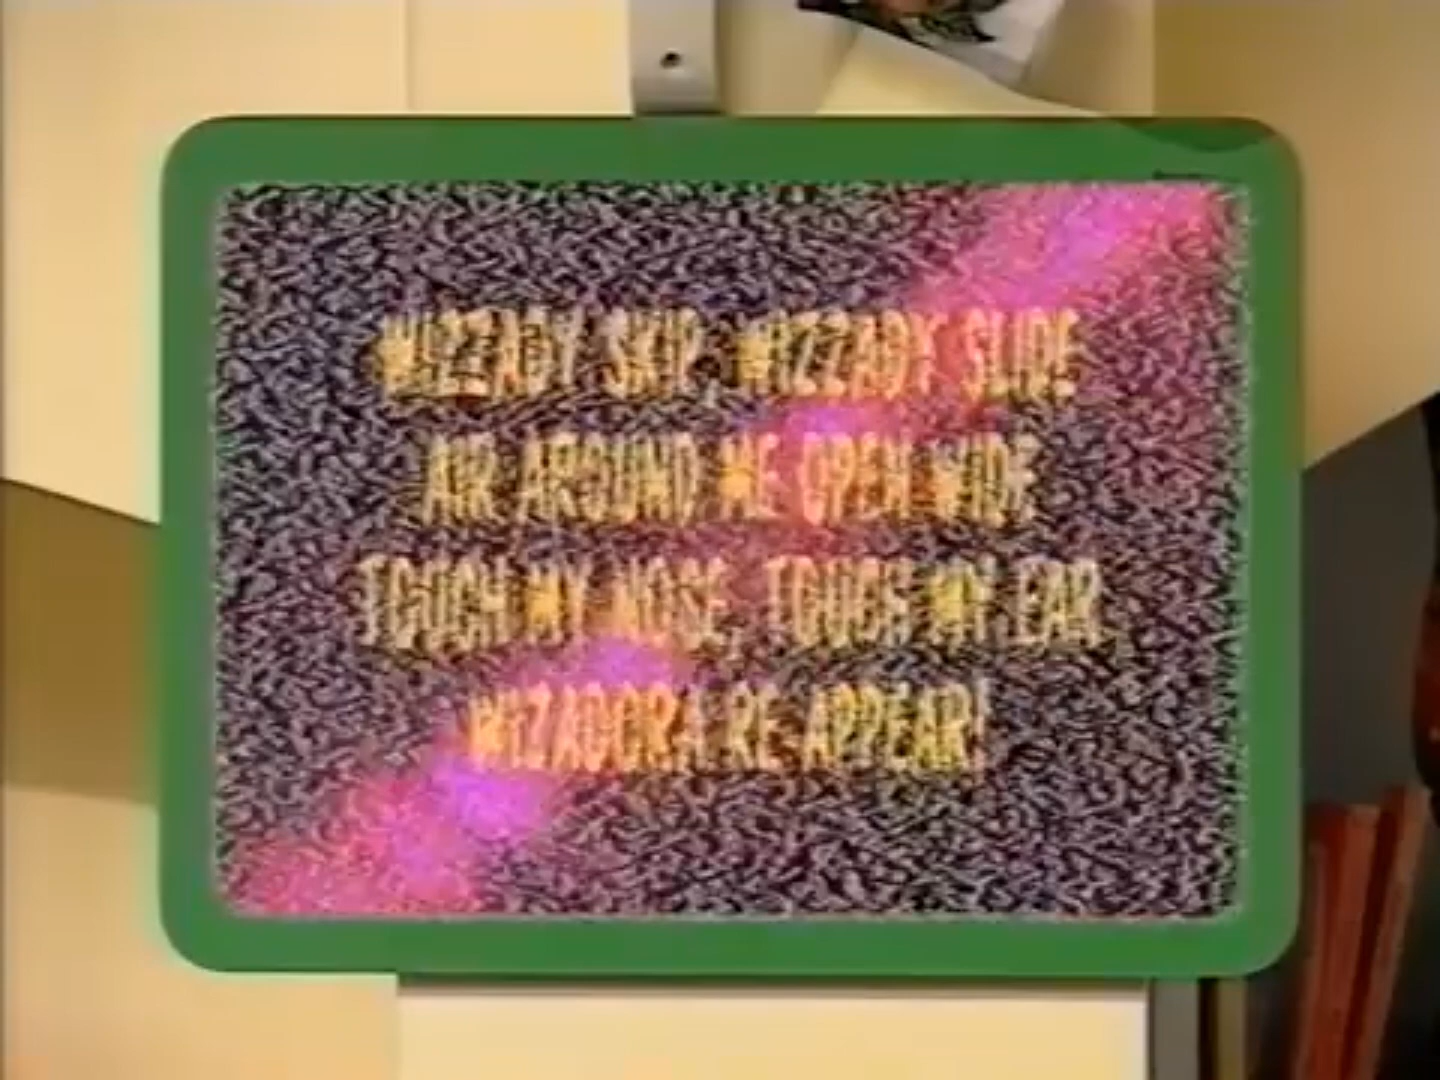 WIZZADY SKIP, WIZZADY SLIDE
AIR AROUND ME OPEN WIDE
TOUCH MY NOSE, TOUCH MY EAR,
WIZADORA RE-APPEAR!